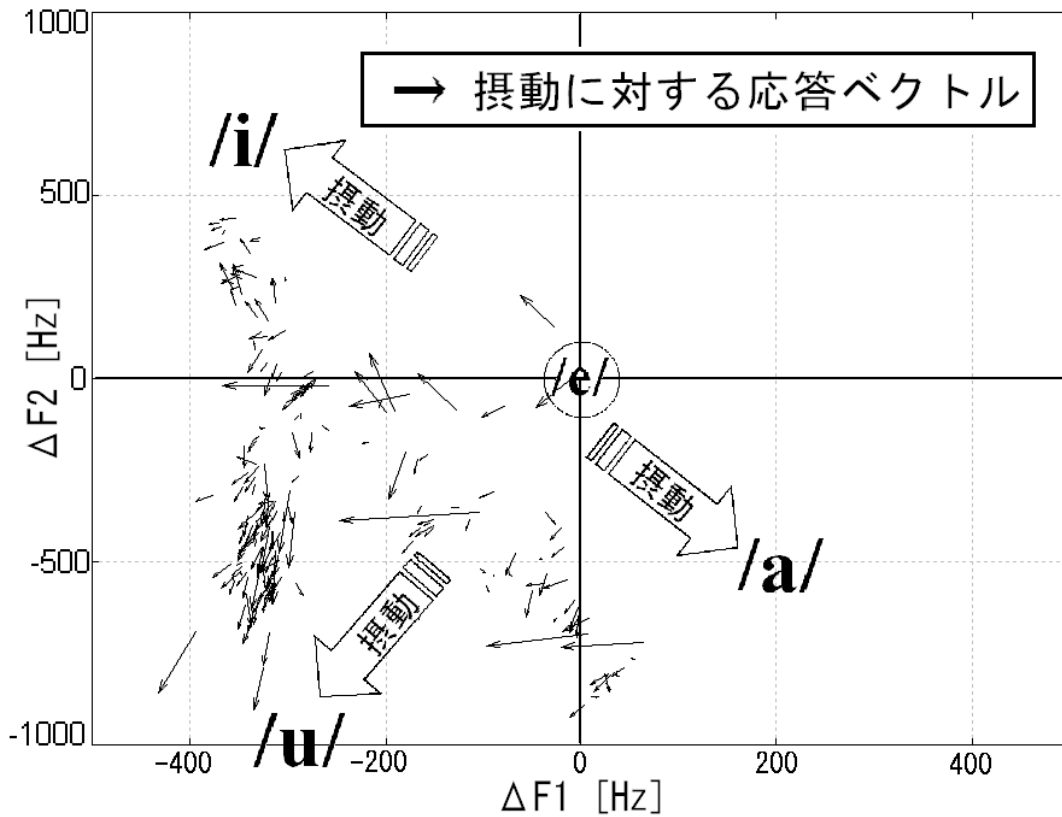 1000
→ 摂動に対する応答ベクトル
/i/
摂動
500
ΔF2 [Hz]
0
/e/
摂動
/a/
-500
摂動
/u/
-1000
-400
-200
0
200
400
ΔF1 [Hz]